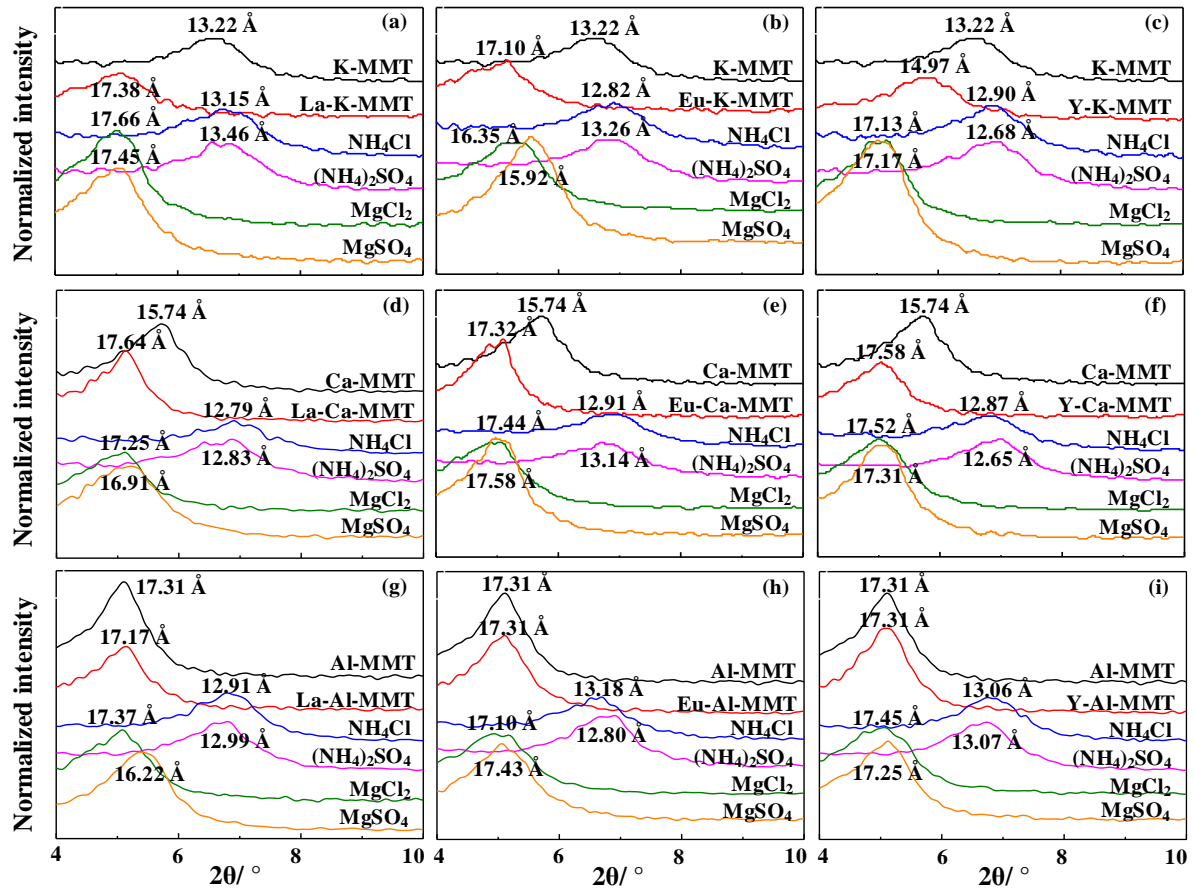 Normalized intensity
(a)
13.22 Å
K-MMT
17.38 Å
La-K-MMT
17.66 Å
13.15 Å
NH₄Cl
17.45 Å
13.46 Å
(NH₄)₂SO₄
MgCl₂
MgSO₄
(b)
13.22 Å
17.10 Å
K-MMT
12.82 Å
Eu-K-MMT
16.35 Å
13.26 Å
NH₄Cl
15.92 Å
(NH₄)₂SO₄
MgCl₂
MgSO₄
(c)
13.22 Å
14.97 Å
K-MMT
12.90 Å
Y-K-MMT
17.13 Å
12.68 Å
NH₄Cl
17.17 Å
(NH₄)₂SO₄
MgCl₂
MgSO₄
Normalized intensity
(d)
15.74 Å
17.64 Å
Ca-MMT
12.79 Å
La-Ca-MMT
17.25 Å
NH₄Cl
12.83 Å
(NH₄)₂SO₄
16.91 Å
MgCl₂
MgSO₄
(e)
15.74 Å
17.32 Å
Ca-MMT
12.91 Å
Eu-Ca-MMT
17.44 Å
NH₄Cl
13.14 Å
(NH₄)₂SO₄
17.58 Å
MgCl₂
MgSO₄
(f)
15.74 Å
17.58 Å
Ca-MMT
12.87 Å
Y-Ca-MMT
17.52 Å
NH₄Cl
12.65 Å
(NH₄)₂SO₄
17.31 Å
MgCl₂
MgSO₄
Normalized intensity
(g)
17.31 Å
17.17 Å
Al-MMT
12.91 Å
La-Al-MMT
17.37 Å
NH₄Cl
12.99 Å
(NH₄)₂SO₄
16.22 Å
MgCl₂
MgSO₄
4 6 8 10
2θ/ °
(h)
17.31 Å
17.31 Å
Al-MMT
13.18 Å
Eu-Al-MMT
17.10 Å
NH₄Cl
12.80 Å
(NH₄)₂SO₄
17.43 Å
MgCl₂
MgSO₄
4 6 8 10
2θ/ °
(i)
17.31 Å
17.31 Å
Al-MMT
13.06 Å
Y-Al-MMT
17.45 Å
NH₄Cl
13.07 Å
(NH₄)₂SO₄
17.25 Å
MgCl₂
MgSO₄
4 6 8 10
2θ/ °